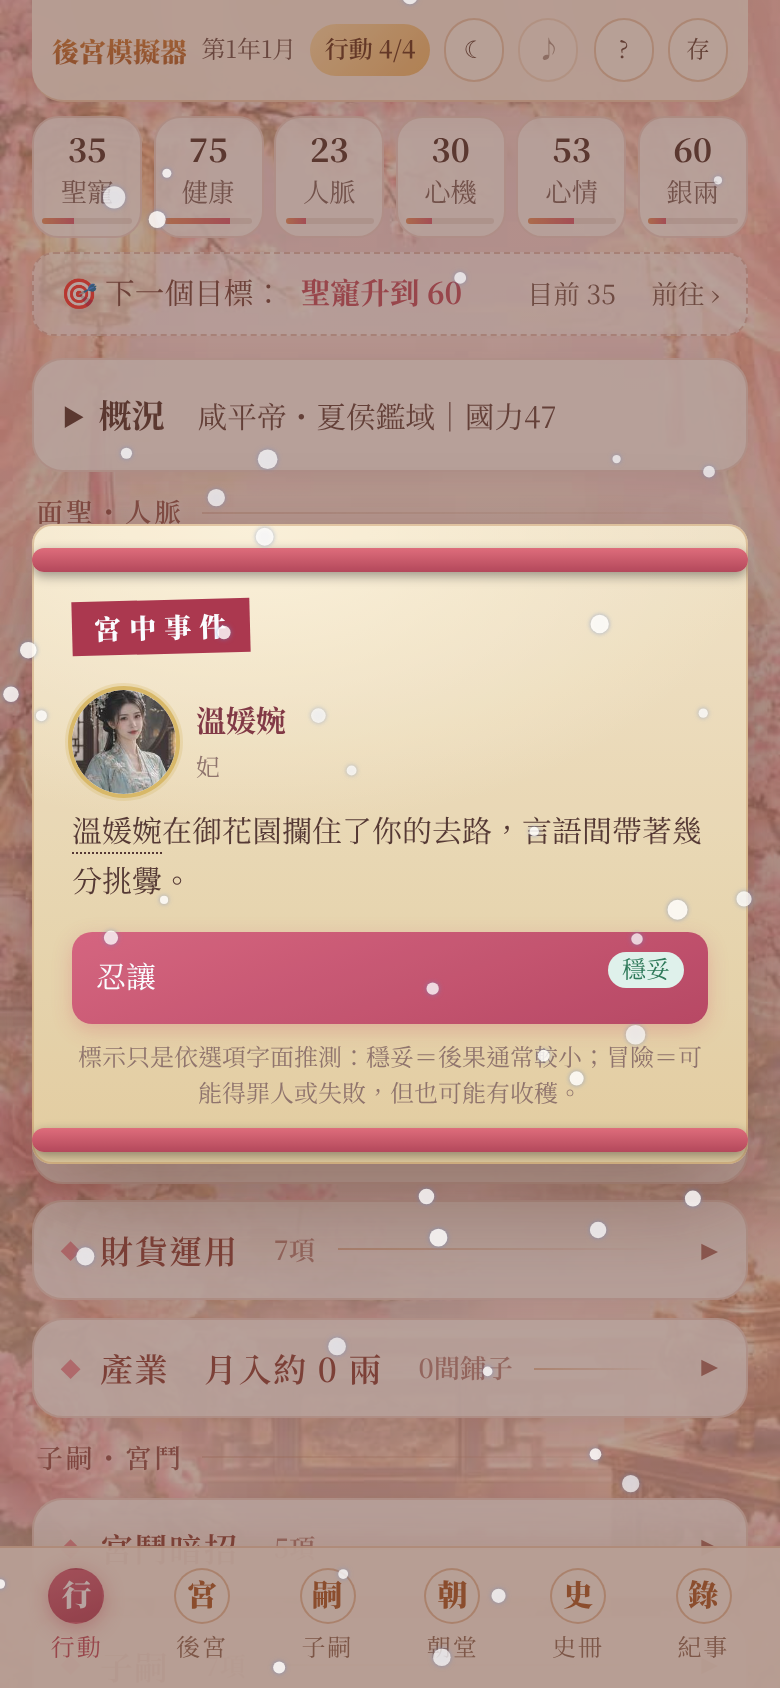 後宮模擬器 第1年1月 行動 4/4 ☾ ♪ ? 存
35 75 23 30 53 60
聖寵 健康 人脈 心機 心情 銀兩
下一個目標： 聖寵升到 60 目前 35 前往 ›
▶ 概況 咸平帝・夏侯鑑域｜國力47
面聖・人脈
宮中事件
溫媛婉
妃
溫媛婉在御花園攔住了你的去路，言語間帶著幾
分挑釁。
忍讓 穩妥
標示只是依選項字面推測：穩妥＝後果通常較小；冒險＝可
能得罪人或失敗，但也可能有收穫。
◆ 財貨運用 7項 ▶
◆ 產業 月入約 0 兩 0間鋪子 ▶
子嗣・宮鬥
宮鬥暗招 5項
行 宮 嗣 朝 史 錄
行動 後宮 子嗣 朝堂 史冊 紀事